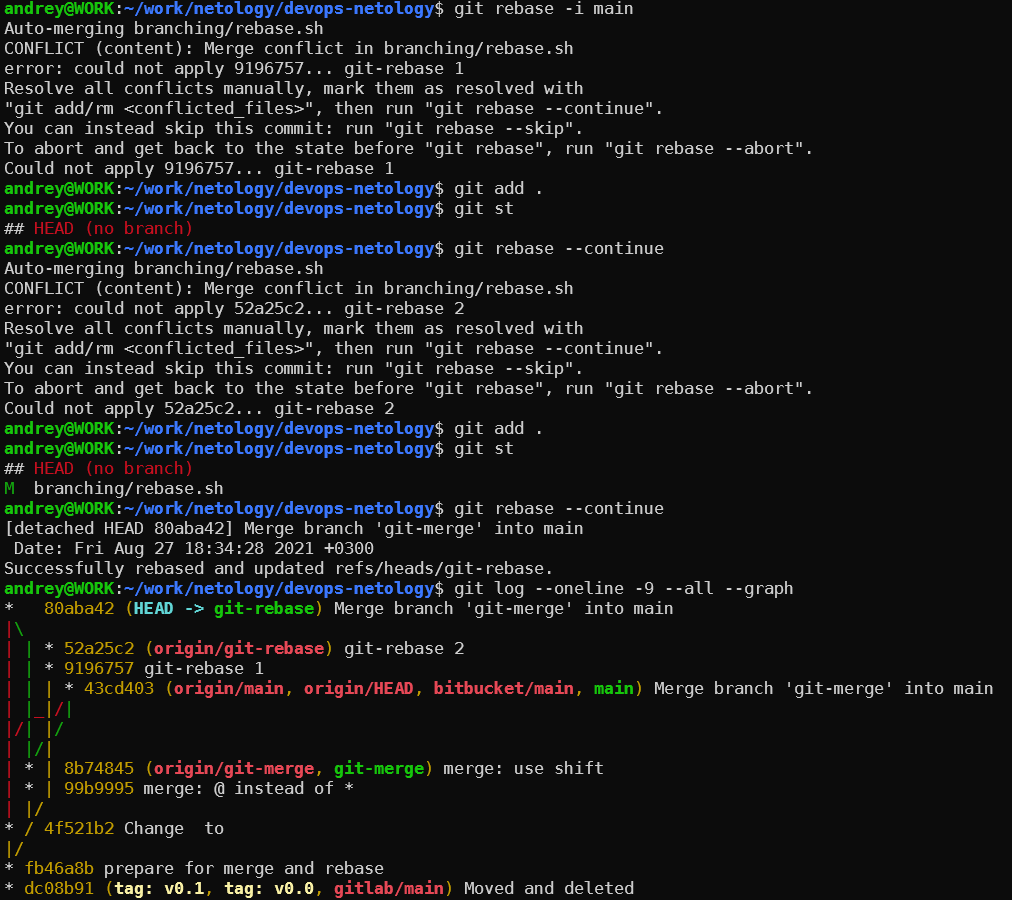 andrey@WORK:~/work/netology/devops-netology$ git rebase -i main
Auto-merging branching/rebase.sh
CONFLICT (content): Merge conflict in branching/rebase.sh
error: could not apply 9196757... git-rebase 1
Resolve all conflicts manually, mark them as resolved with
"git add/rm <conflicted_files>", then run "git rebase --continue".
You can instead skip this commit: run "git rebase --skip".
To abort and get back to the state before "git rebase", run "git rebase --abort".
Could not apply 9196757... git-rebase 1
andrey@WORK:~/work/netology/devops-netology$ git add .
andrey@WORK:~/work/netology/devops-netology$ git st
## HEAD (no branch)
andrey@WORK:~/work/netology/devops-netology$ git rebase --continue
Auto-merging branching/rebase.sh
CONFLICT (content): Merge conflict in branching/rebase.sh
error: could not apply 52a25c2... git-rebase 2
Resolve all conflicts manually, mark them as resolved with
"git add/rm <conflicted_files>", then run "git rebase --continue".
You can instead skip this commit: run "git rebase --skip".
To abort and get back to the state before "git rebase", run "git rebase --abort".
Could not apply 52a25c2... git-rebase 2
andrey@WORK:~/work/netology/devops-netology$ git add .
andrey@WORK:~/work/netology/devops-netology$ git st
## HEAD (no branch)
M  branching/rebase.sh
andrey@WORK:~/work/netology/devops-netology$ git rebase --continue
[detached HEAD 80aba42] Merge branch 'git-merge' into main
 Date: Fri Aug 27 18:34:28 2021 +0300
Successfully rebased and updated refs/heads/git-rebase.
andrey@WORK:~/work/netology/devops-netology$ git log --oneline -9 --all --graph
*   80aba42 (HEAD -> git-rebase) Merge branch 'git-merge' into main
|\
| | * 52a25c2 (origin/git-rebase) git-rebase 2
| | * 9196757 git-rebase 1
| | | * 43cd403 (origin/main, origin/HEAD, bitbucket/main, main) Merge branch 'git-merge' into main
| |_|/|
|/| |/
| |/|
| * | 8b74845 (origin/git-merge, git-merge) merge: use shift
| * | 99b9995 merge: @ instead of *
| |/
* / 4f521b2 Change  to
|/
* fb46a8b prepare for merge and rebase
* dc08b91 (tag: v0.1, tag: v0.0, gitlab/main) Moved and deleted